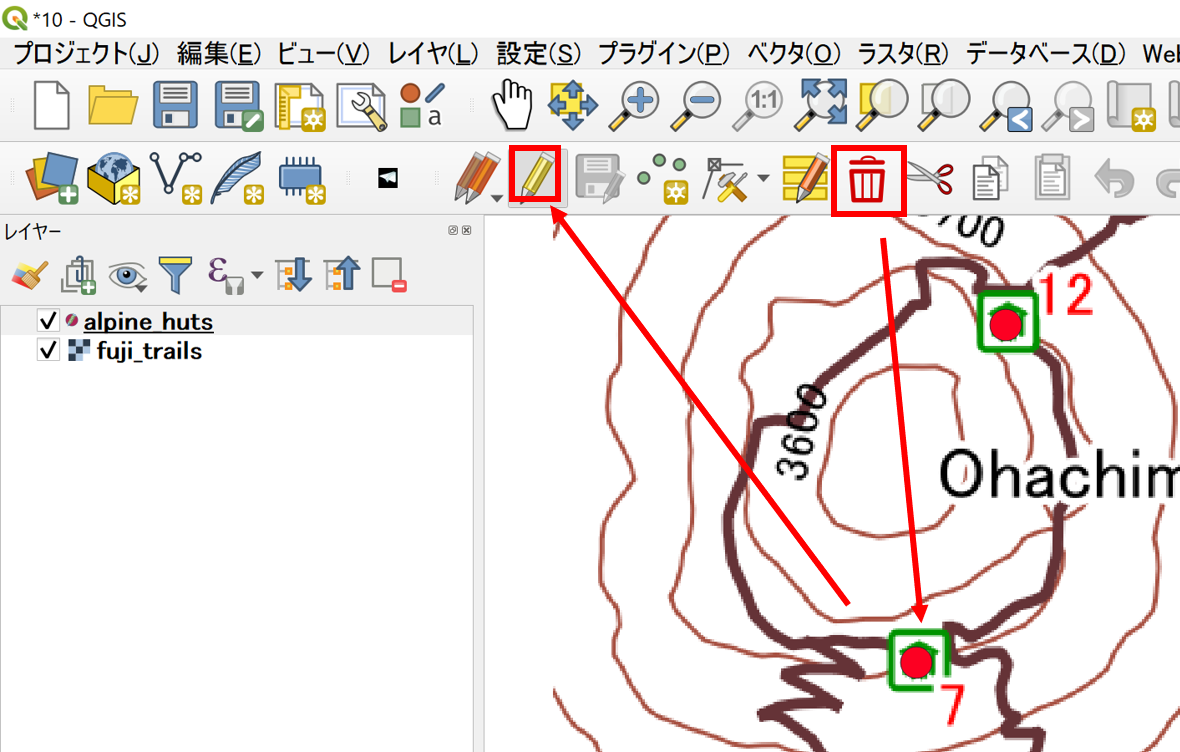 *10 - QGIS
プロジェクト(J) 編集(E) ビュー(V) レイヤ(L) 設定(S) プラグイン(P) ベクタ(O) ラスタ(R) データベース(D) Web
1:1
a
レイヤー
ε
alpine_huts
fuji_trails
3700
12
3600
Ohachim
7